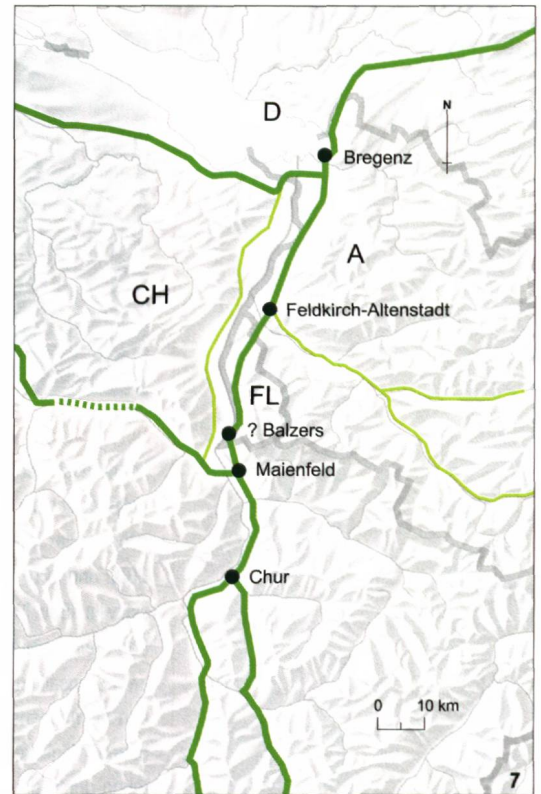 D
N
Bregenz
A
CH
Feldkirch-Altenstadt
FL
? Balzers
Maienfeld
Chur
0 10 km
7